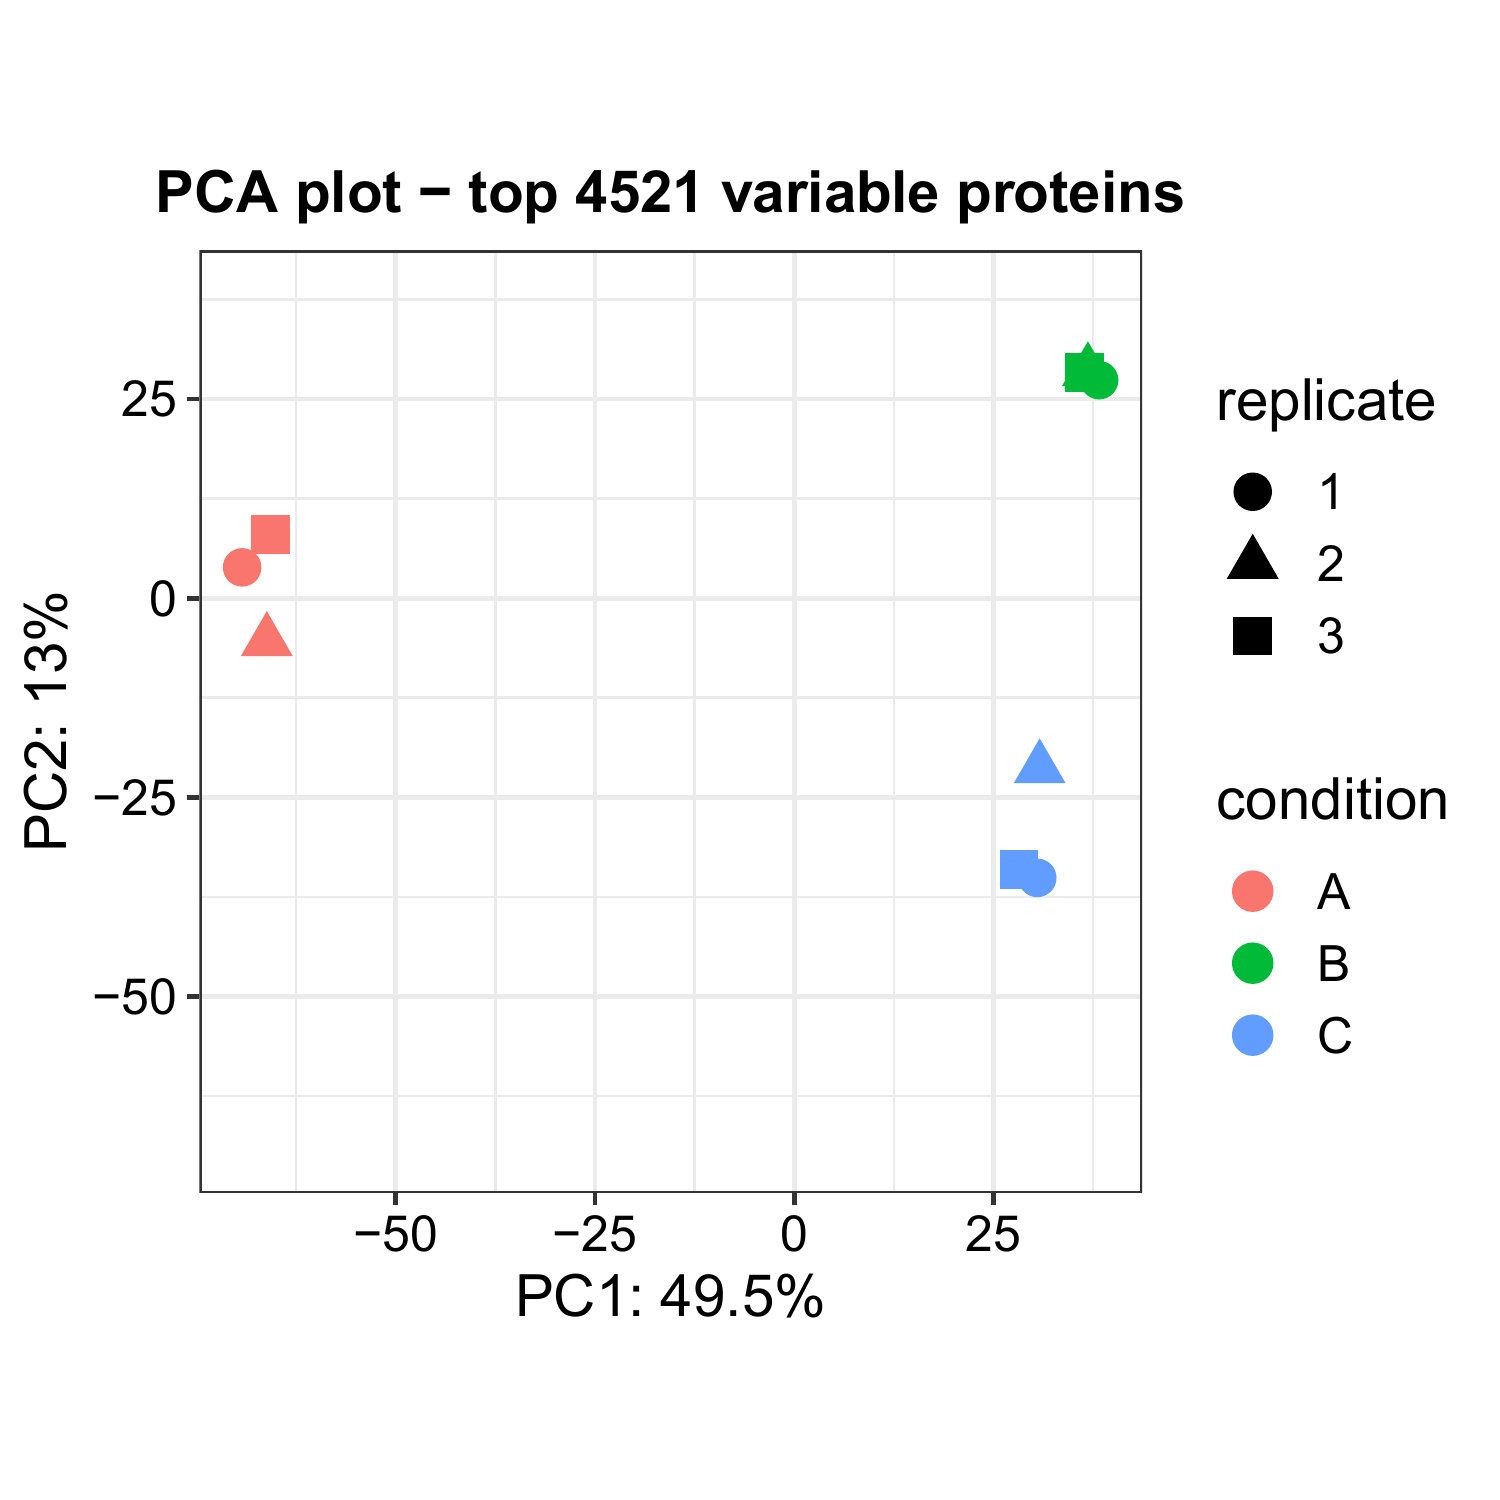 PCA plot − top 4521 variable proteins
25
0
−25
−50
PC2: 13%
−50
−25
0
25
PC1: 49.5%
replicate
1
2
3
condition
A
B
C